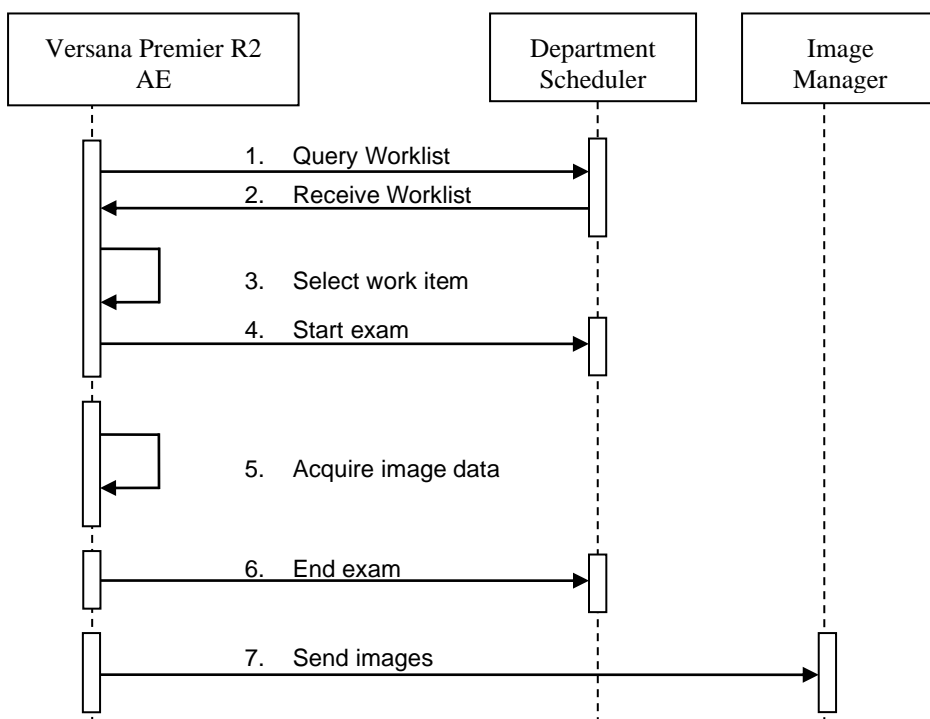 Versana Premier R2
AE
Department
Scheduler
Image
Manager
1. Query Worklist
2. Receive Worklist
3. Select work item
4. Start exam
5. Acquire image data
6. End exam
7. Send images